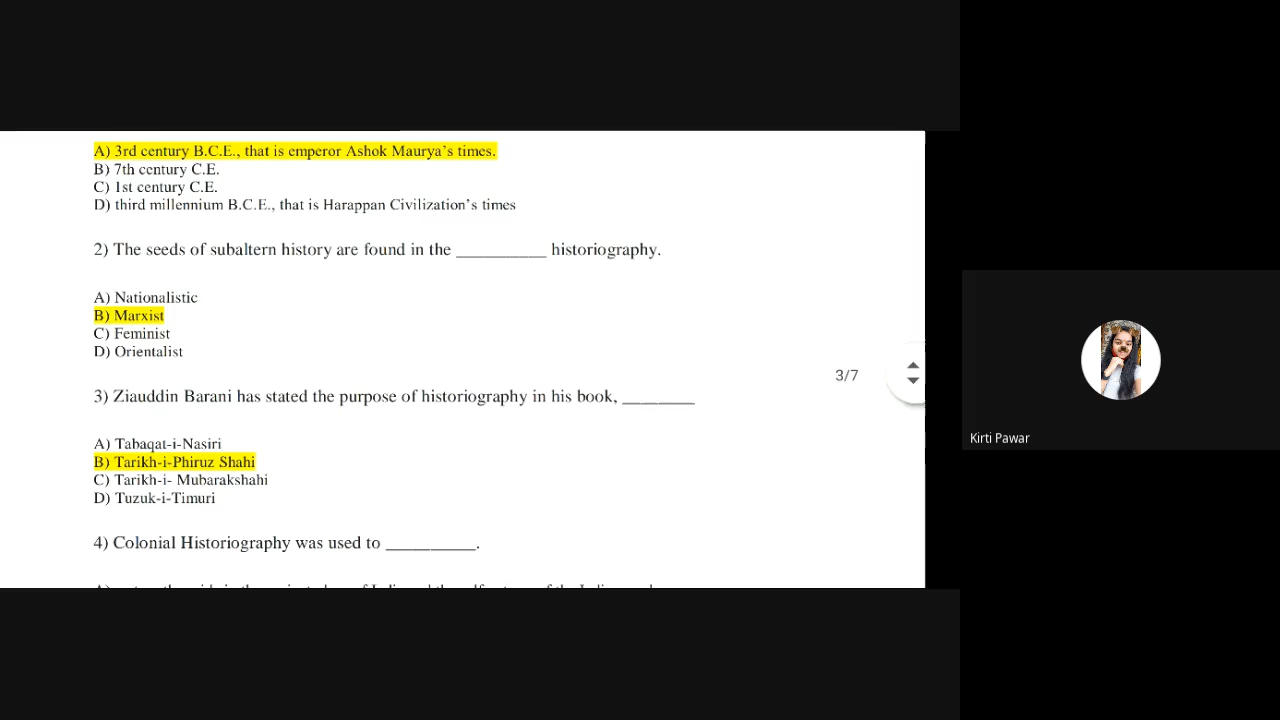 A) 3rd century B.C.E., that is emperor Ashok Maurya's times.
B) 7th century C.E.
C) 1st century C.E.
D) third millennium B.C.E., that is Harappan Civilization's times
2) The seeds of subaltern history are found in the __________ historiography.
A) Nationalistic
B) Marxist
C) Feminist
D) Orientalist
3) Ziauddin Barani has stated the purpose of historiography in his book, ________
A) Tabaqat-i-Nasiri
B) Tarikh-i-Phiruz Shahi
C) Tarikh-i- Mubarakshahi
D) Tuzuk-i-Timuri
4) Colonial Historiography was used to __________.
3/7
Kirti Pawar